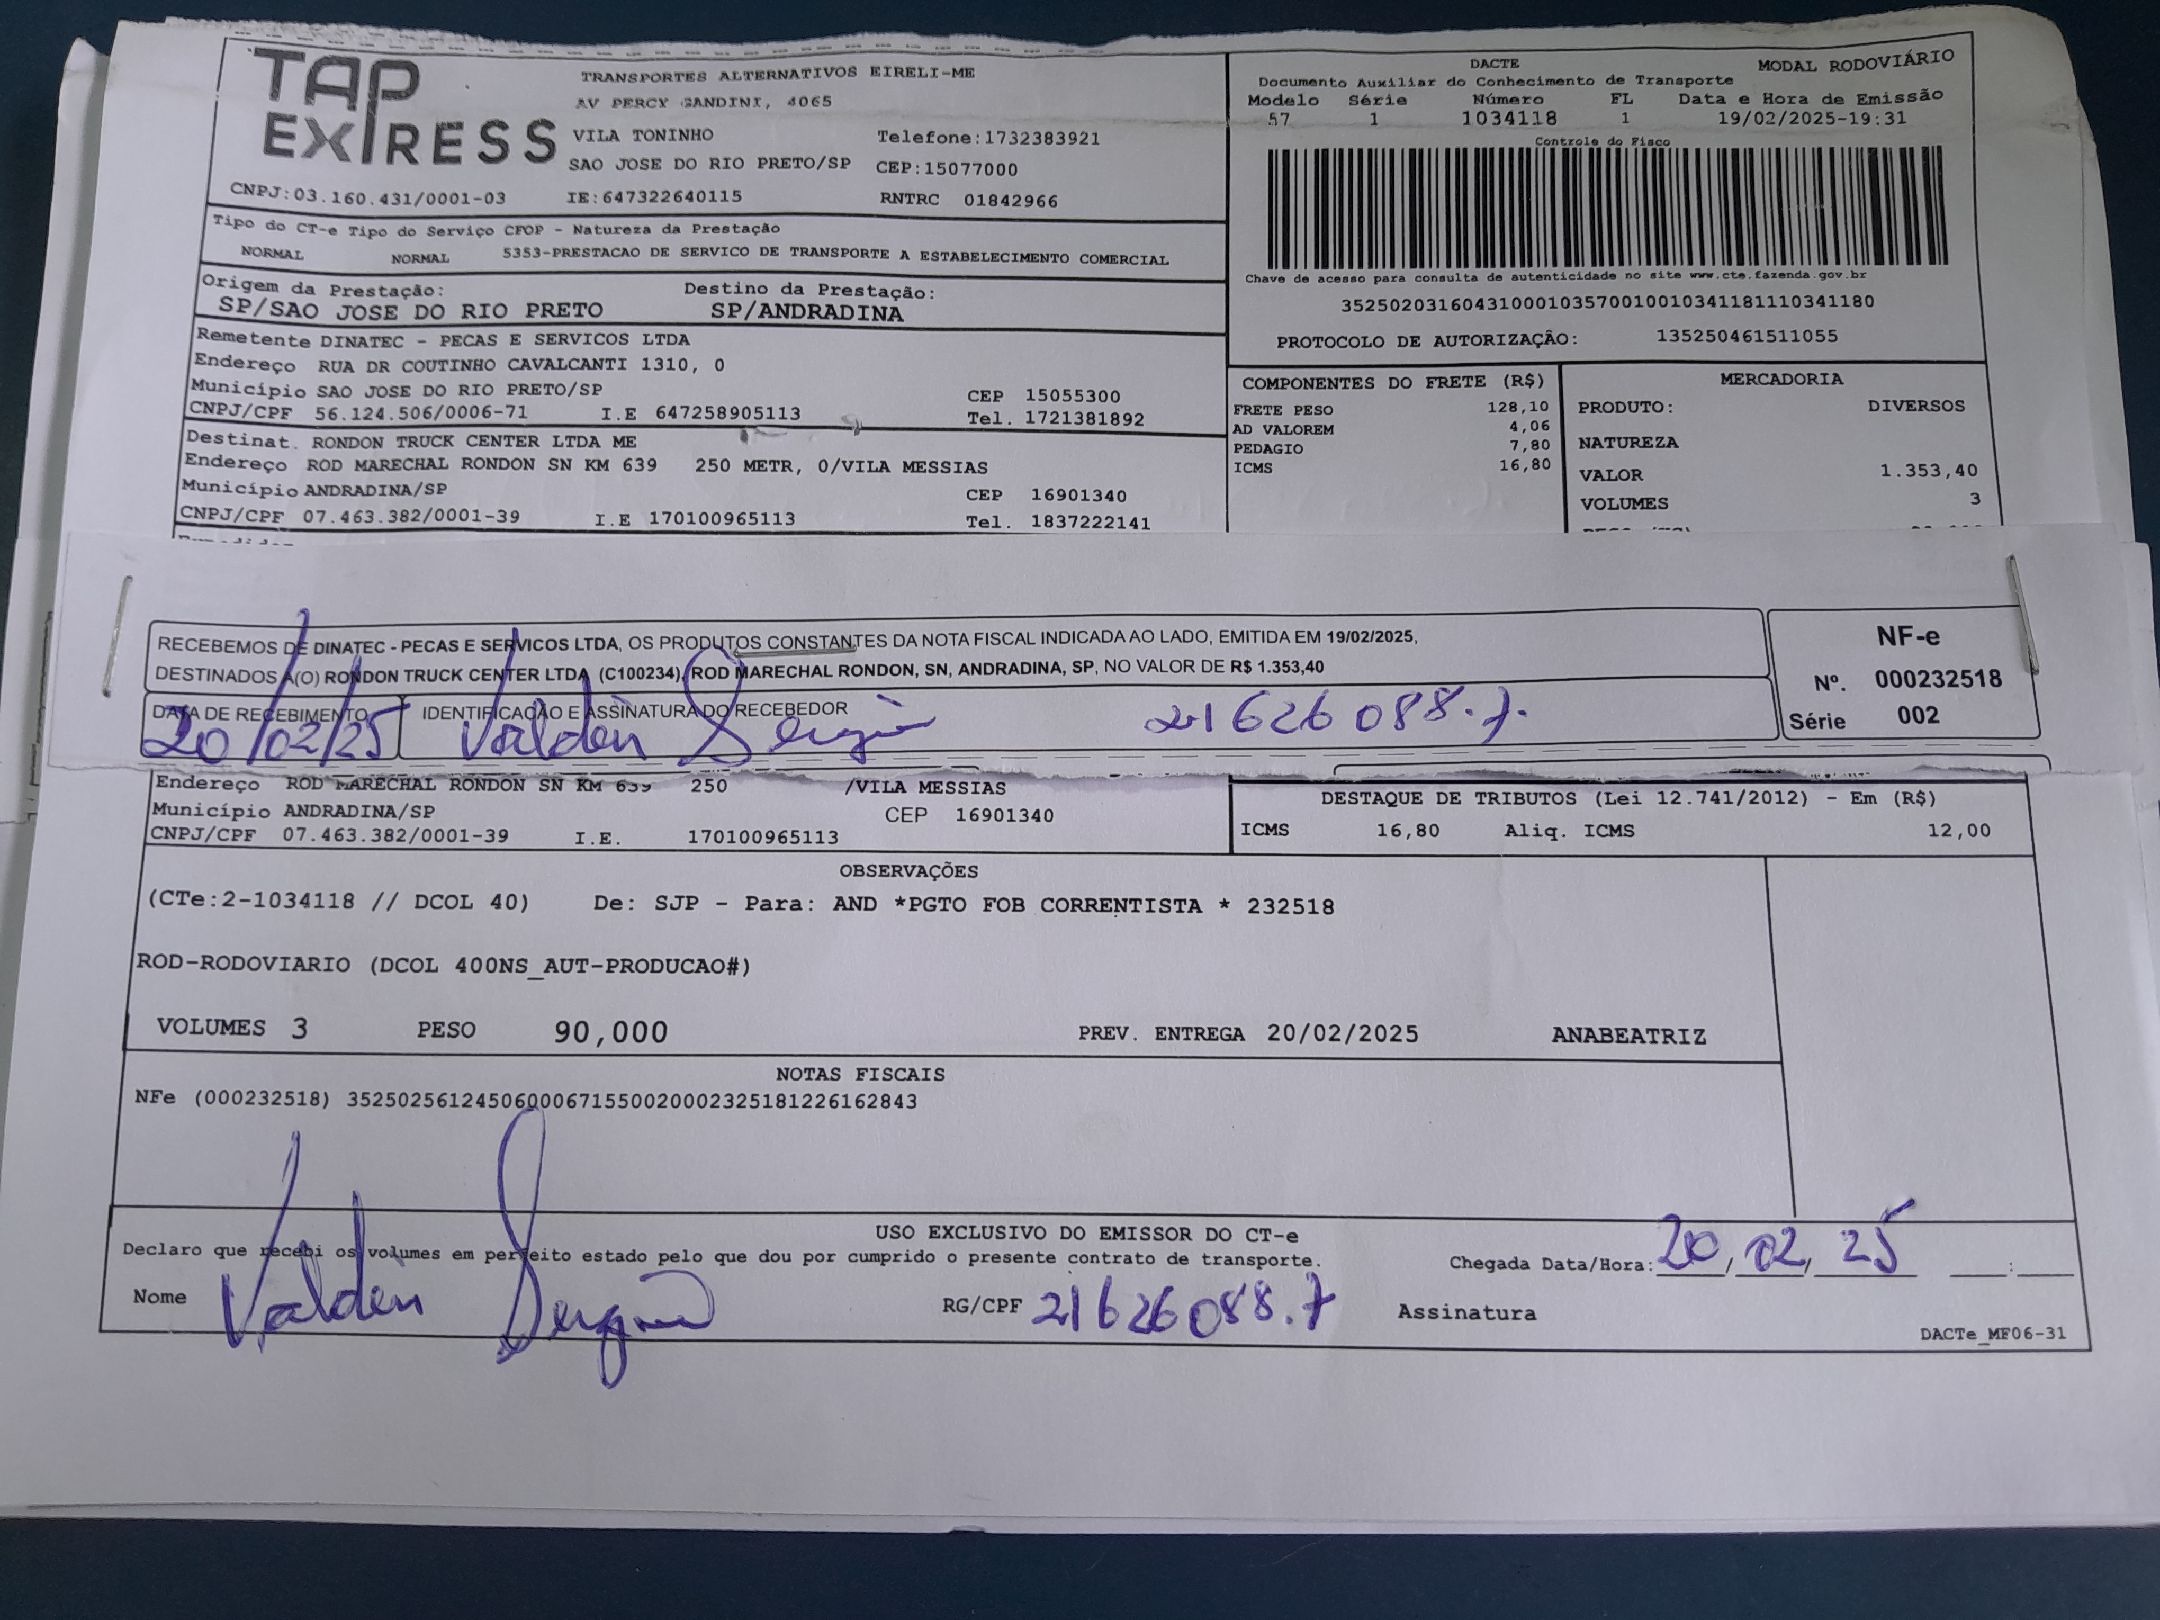 TAP EXPRESS
TRANSPORTES ALTERNATIVOS EIRELI-ME
AV PERCY GANDINI, 4065
VILA TONINHO Telefone:1732383921
SAO JOSE DO RIO PRETO/SP CEP:15077000
CNPJ:03.160.431/0001-03 IE:647322640115 RNTRC 01842966
DACTE MODAL RODOVIÁRIO
Documento Auxiliar do Conhecimento de Transporte
Modelo Série Número FL Data e Hora de Emissão
57 1 1034118 1 19/02/2025-19:31
Controle do Fisco
Chave de acesso para consulta de autenticidade no site www.cte.fazenda.gov.br
35250203160431000103570010010341181110341180
PROTOCOLO DE AUTORIZAÇÃO: 135250461511055
Tipo do CT-e Tipo do Serviço CFOP - Natureza da Prestação
NORMAL NORMAL 5353-PRESTACAO DE SERVICO DE TRANSPORTE A ESTABELECIMENTO COMERCIAL
Origem da Prestação: Destino da Prestação:
SP/SAO JOSE DO RIO PRETO SP/ANDRADINA
Remetente DINATEC - PECAS E SERVICOS LTDA
Endereço RUA DR COUTINHO CAVALCANTI 1310, 0
Município SAO JOSE DO RIO PRETO/SP CEP 15055300
CNPJ/CPF 56.124.506/0006-71 I.E 647258905113 Tel. 1721381892
Destinat. RONDON TRUCK CENTER LTDA ME
Endereço ROD MARECHAL RONDON SN KM 639 250 METR, 0/VILA MESSIAS
Município ANDRADINA/SP CEP 16901340
CNPJ/CPF 07.463.382/0001-39 I.E 170100965113 Tel. 1837222141
COMPONENTES DO FRETE (R$)
FRETE PESO 128,10
AD VALOREM 4,06
PEDAGIO 7,80
ICMS 16,80
MERCADORIA
PRODUTO: DIVERSOS
NATUREZA
VALOR 1.353,40
VOLUMES 3
RECEBEMOS DE DINATEC - PECAS E SERVICOS LTDA, OS PRODUTOS CONSTANTES DA NOTA FISCAL INDICADA AO LADO, EMITIDA EM 19/02/2025,
DESTINADOS A(O) RONDON TRUCK CENTER LTDA (C100234), ROD MARECHAL RONDON, SN, ANDRADINA, SP, NO VALOR DE R$ 1.353,40
DATA DE RECEBIMENTO IDENTIFICAÇÃO E ASSINATURA DO RECEBEDOR
20/02/25 Valdeir Sergio 21626088.7.
NF-e
Nº. 000232518
Série 002
Endereço ROD MARECHAL RONDON SN KM 639 250 /VILA MESSIAS
Município ANDRADINA/SP CEP 16901340
CNPJ/CPF 07.463.382/0001-39 I.E. 170100965113
DESTAQUE DE TRIBUTOS (Lei 12.741/2012) - Em (R$)
ICMS 16,80 Aliq. ICMS 12,00
OBSERVAÇÕES
(CTe:2-1034118 // DCOL 40) De: SJP - Para: AND *PGTO FOB CORRENTISTA * 232518
ROD-RODOVIARIO (DCOL 400NS_AUT-PRODUCAO#)
VOLUMES 3 PESO 90,000 PREV. ENTREGA 20/02/2025 ANABEATRIZ
NOTAS FISCAIS
NFe (000232518) 35250256124506000671550020002325181226162843
USO EXCLUSIVO DO EMISSOR DO CT-e
Declaro que recebi os volumes em perfeito estado pelo que dou por cumprido o presente contrato de transporte.
Chegada Data/Hora: 20/02/25 :
Nome Valdeir Sergio RG/CPF 21626088.7 Assinatura
DACTe_MF06-31